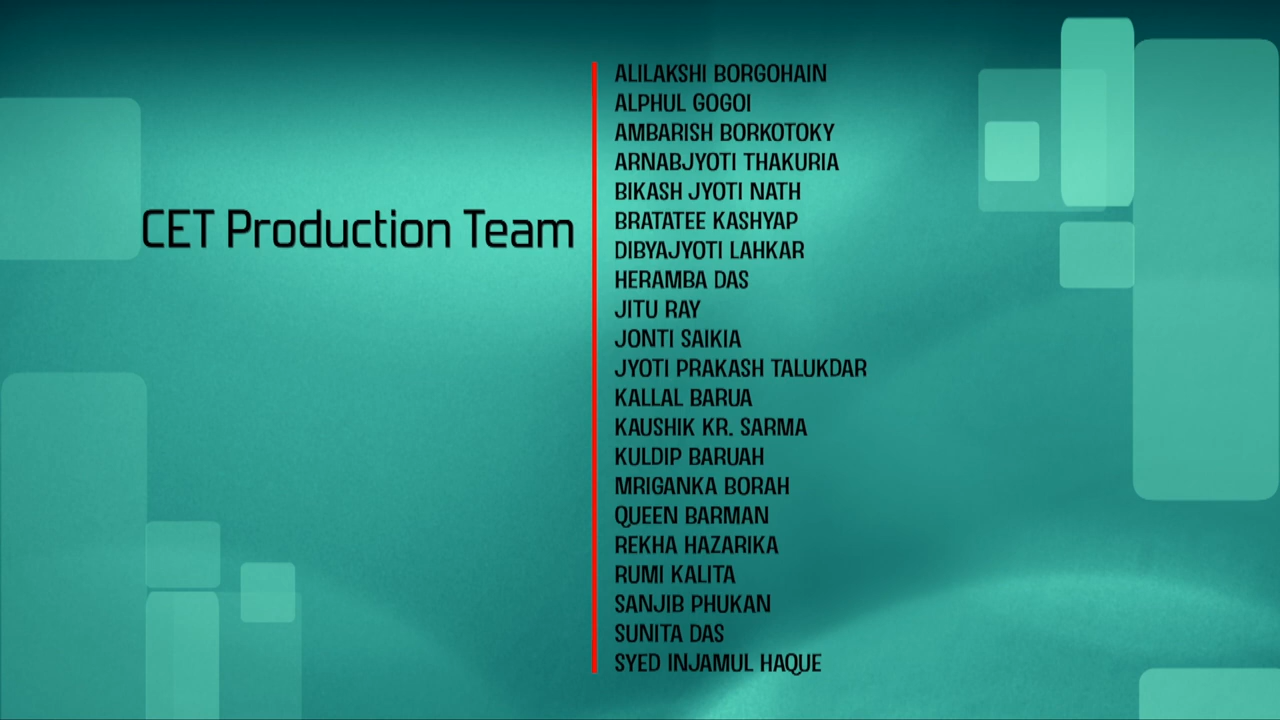 CET Production Team
ALILAKSHI BORGOHAIN
ALPHUL GOGOI
AMBARISH BORKOTOKY
ARNABJYOTI THAKURIA
BIKASH JYOTI NATH
BRATATEE KASHYAP
DIBYAJYOTI LAHKAR
HERAMBA DAS
JITU RAY
JONTI SAIKIA
JYOTI PRAKASH TALUKDAR
KALLAL BARUA
KAUSHIK KR. SARMA
KULDIP BARUAH
MRIGANKA BORAH
QUEEN BARMAN
REKHA HAZARIKA
RUMI KALITA
SANJIB PHUKAN
SUNITA DAS
SYED INJAMUL HAQUE